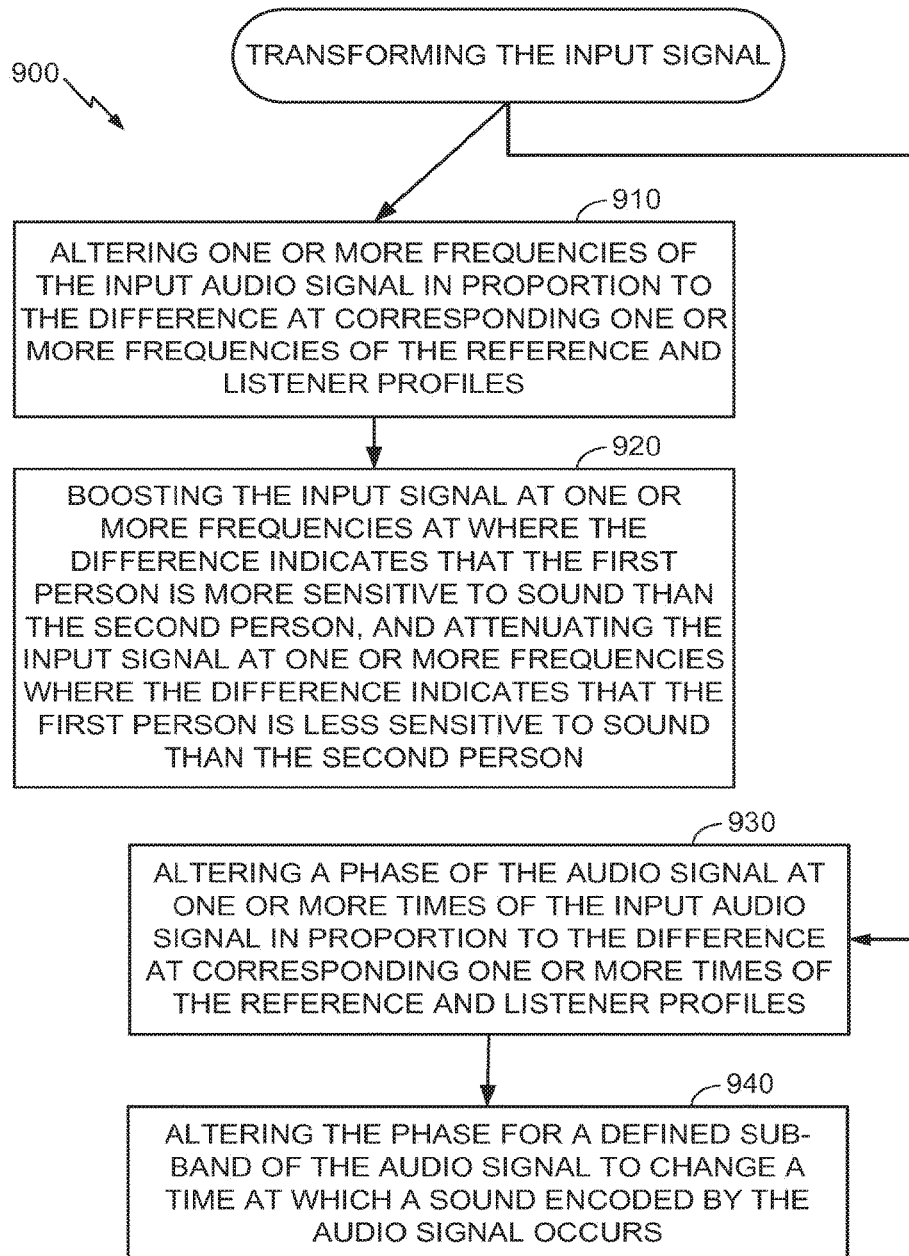 TRANSFORMING THE INPUT SIGNAL
900
910
ALTERING ONE OR MORE FREQUENCIES OF
THE INPUT AUDIO SIGNAL IN PROPORTION TO
THE DIFFERENCE AT CORRESPONDING ONE OR
MORE FREQUENCIES OF THE REFERENCE AND
LISTENER PROFILES
920
BOOSTING THE INPUT SIGNAL AT ONE OR
MORE FREQUENCIES AT WHERE THE
DIFFERENCE INDICATES THAT THE FIRST
PERSON IS MORE SENSITIVE TO SOUND THAN
THE SECOND PERSON, AND ATTENUATING THE
INPUT SIGNAL AT ONE OR MORE FREQUENCIES
WHERE THE DIFFERENCE INDICATES THAT THE
FIRST PERSON IS LESS SENSITIVE TO SOUND
THAN THE SECOND PERSON
930
ALTERING A PHASE OF THE AUDIO SIGNAL AT
ONE OR MORE TIMES OF THE INPUT AUDIO
SIGNAL IN PROPORTION TO THE DIFFERENCE
AT CORRESPONDING ONE OR MORE TIMES OF
THE REFERENCE AND LISTENER PROFILES
940
ALTERING THE PHASE FOR A DEFINED SUB-
BAND OF THE AUDIO SIGNAL TO CHANGE A
TIME AT WHICH A SOUND ENCODED BY THE
AUDIO SIGNAL OCCURS